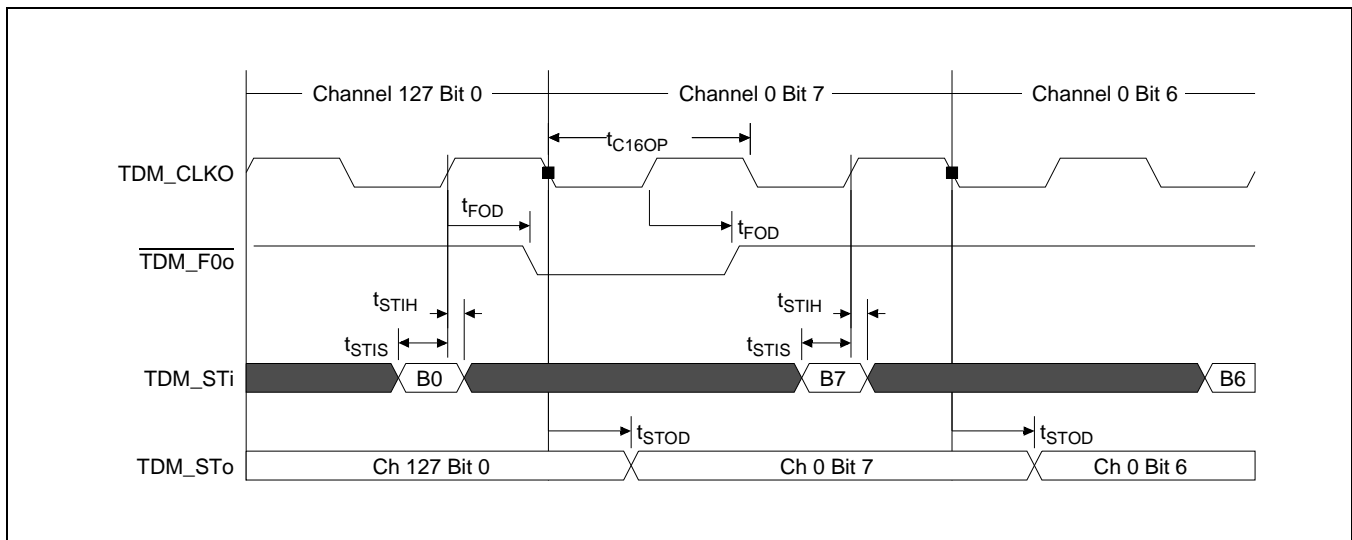 Channel 127 Bit 0
Channel 0 Bit 7
Channel 0 Bit 6
tC16OP
TDM_CLKO
tFOD
tFOD
TDM_F0o
tSTIH
tSTIH
tSTIS
tSTIS
TDM_STi
B0
B7
B6
tSTOD
tSTOD
TDM_STo
Ch 127 Bit 0
Ch 0 Bit 7
Ch 0 Bit 6